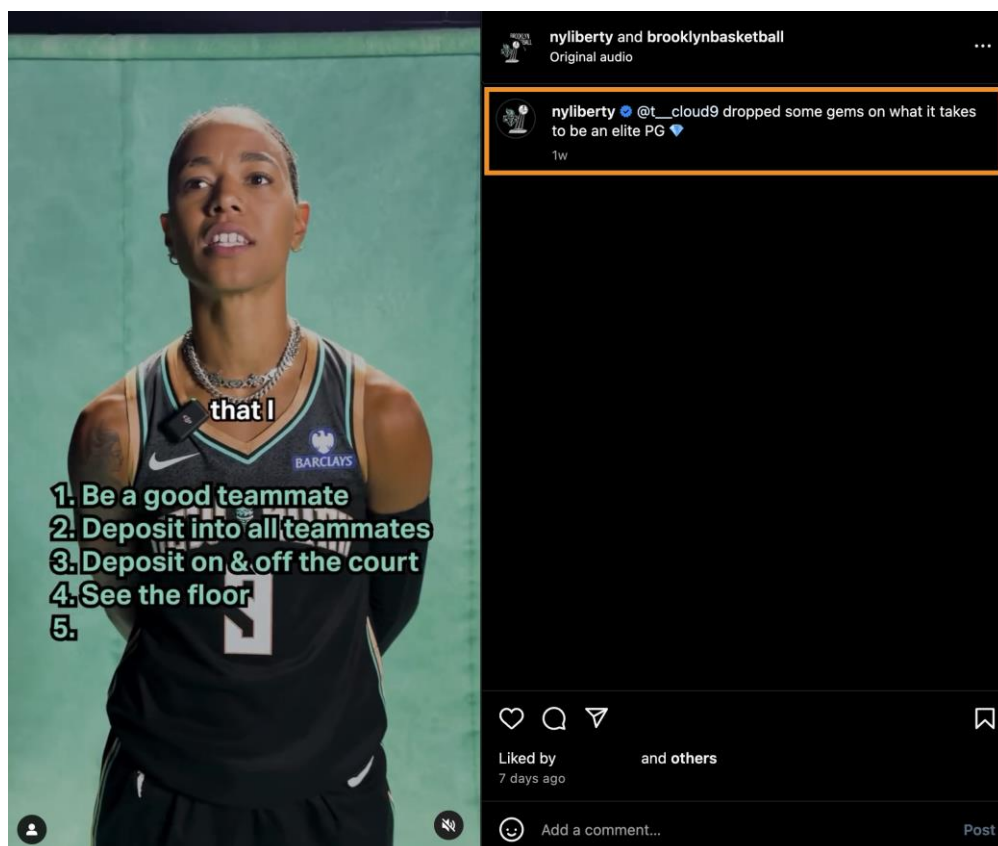 that I
BARCLAYS
1. Be a good teammate
2. Deposit into all teammates
3. Deposit on & off the court
4. See the floor
5.
9
nyliberty and brooklynbasketball
Original audio
nyliberty @t__cloud9 dropped some gems on what it takes
to be an elite PG 💎
1w
Liked by and others
7 days ago
Add a comment...
Post